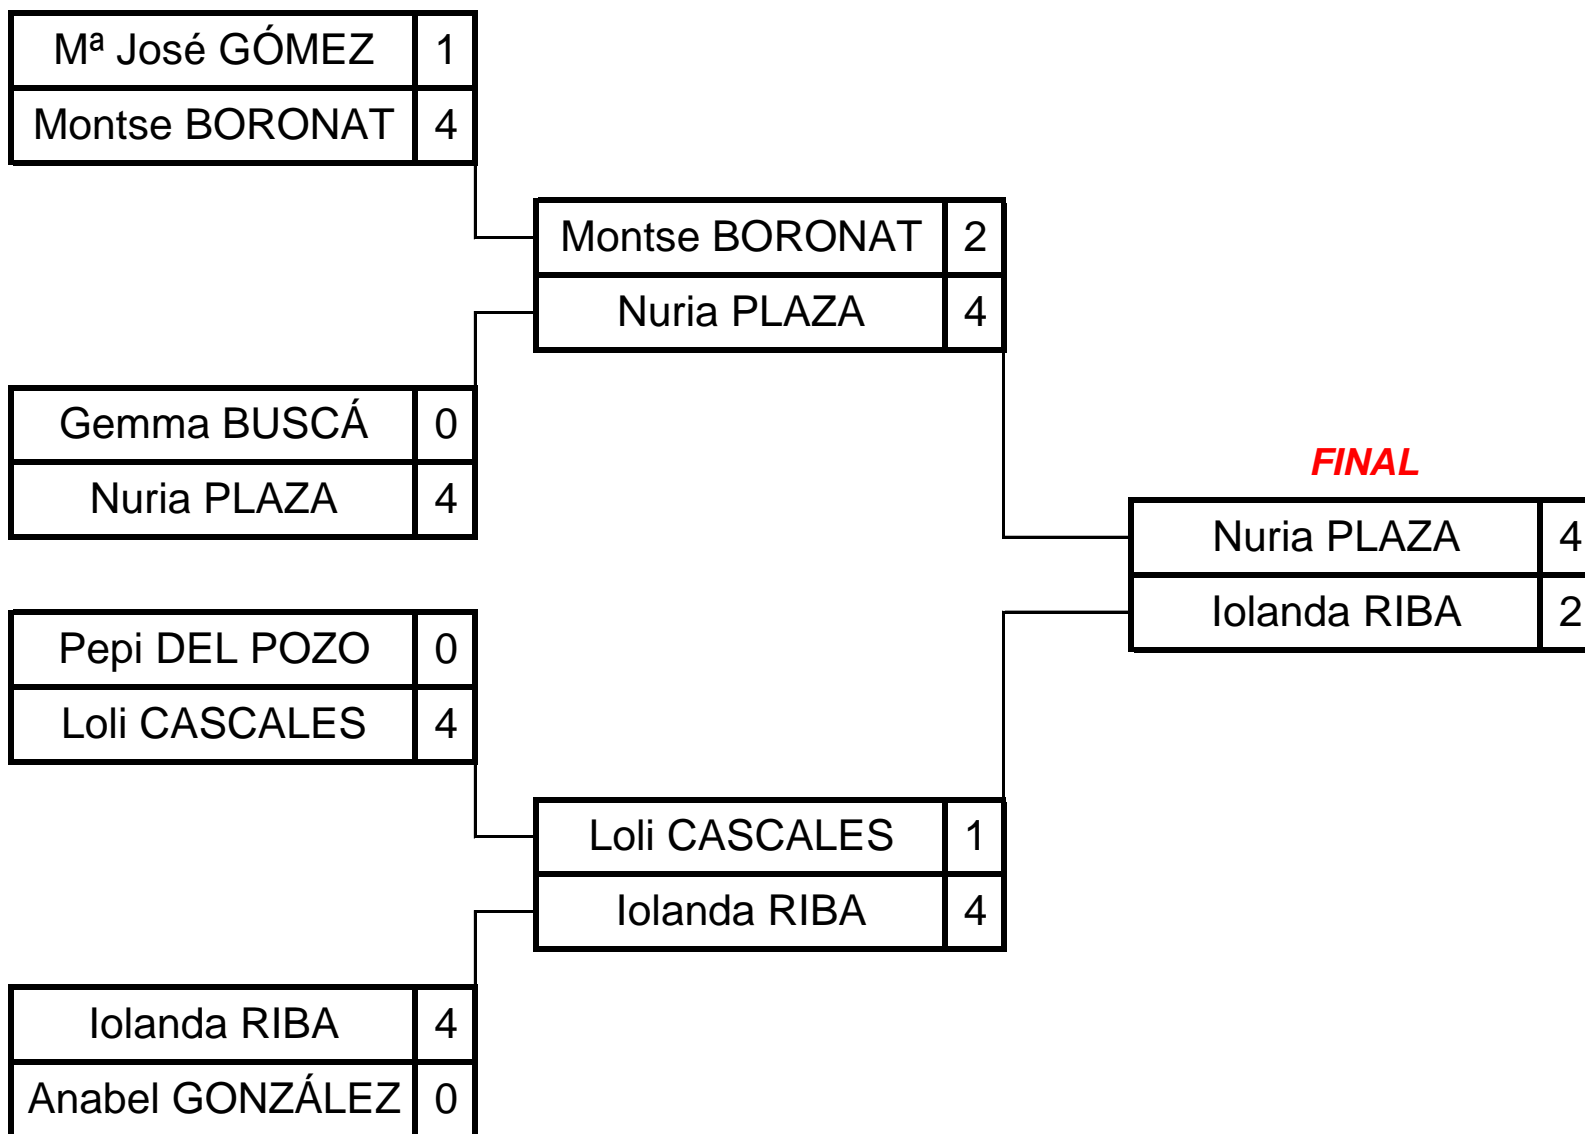 Mª José GÓMEZ 1
Montse BORONAT 4
Montse BORONAT 2
Nuria PLAZA 4
Gemma BUSCÁ 0
Nuria PLAZA 4
FINAL
Nuria PLAZA 4
Iolanda RIBA 2
Pepi DEL POZO 0
Loli CASCALES 4
Loli CASCALES 1
Iolanda RIBA 4
Iolanda RIBA 4
Anabel GONZÁLEZ 0